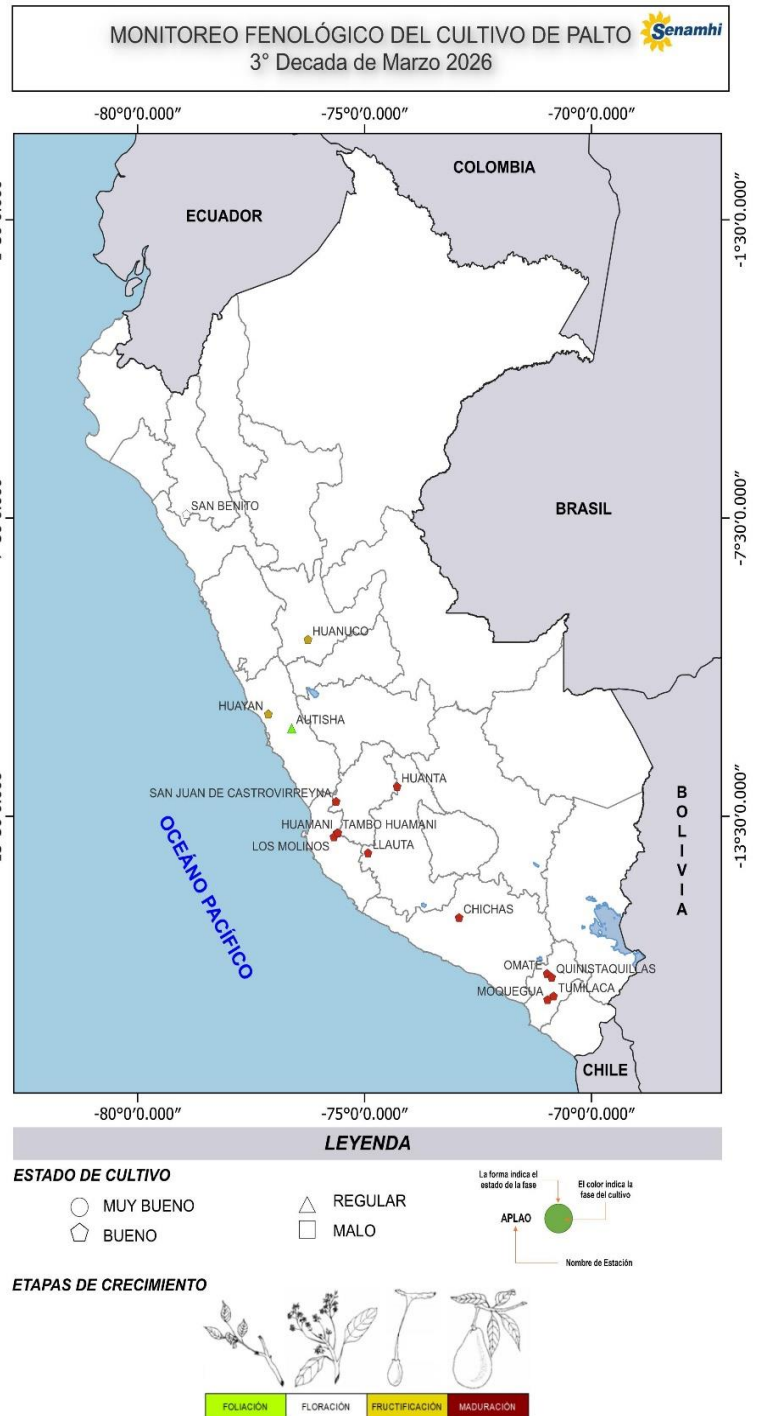 MONITOREO FENOLÓGICO DEL CULTIVO DE PALTO
Senamhi
3° Decada de Marzo 2026
-80°0'0.000"
-75°0'0.000"
-70°0'0.000"
COLOMBIA
ECUADOR
-1°30'0.000"
BRASIL
-7°30'0.000"
SAN BENITO
HUANUCO
HUAYAN
AUTISHA
HUANTA
SAN JUAN DE CASTROVIRREYNA
HUAMANI
TAMBO HUAMANI
LOS MOLINOS
LLAUTA
-13°30'0.000"
BOLIVIA
OCEÁNO PACÍFICO
CHICHAS
OMATE
QUINISTAQUILLAS
MOQUEGUA
TUMILACA
CHILE
-80°0'0.000"
-75°0'0.000"
-70°0'0.000"
LEYENDA
ESTADO DE CULTIVO
MUY BUENO
BUENO
REGULAR
MALO
La forma indica el
estado de la fase
El color indica la
fase del cultivo
APLAO
Nombre de Estación
ETAPAS DE CRECIMIENTO
FOLIACIÓN
FLORACIÓN
FRUCTIFICACIÓN
MADURACIÓN